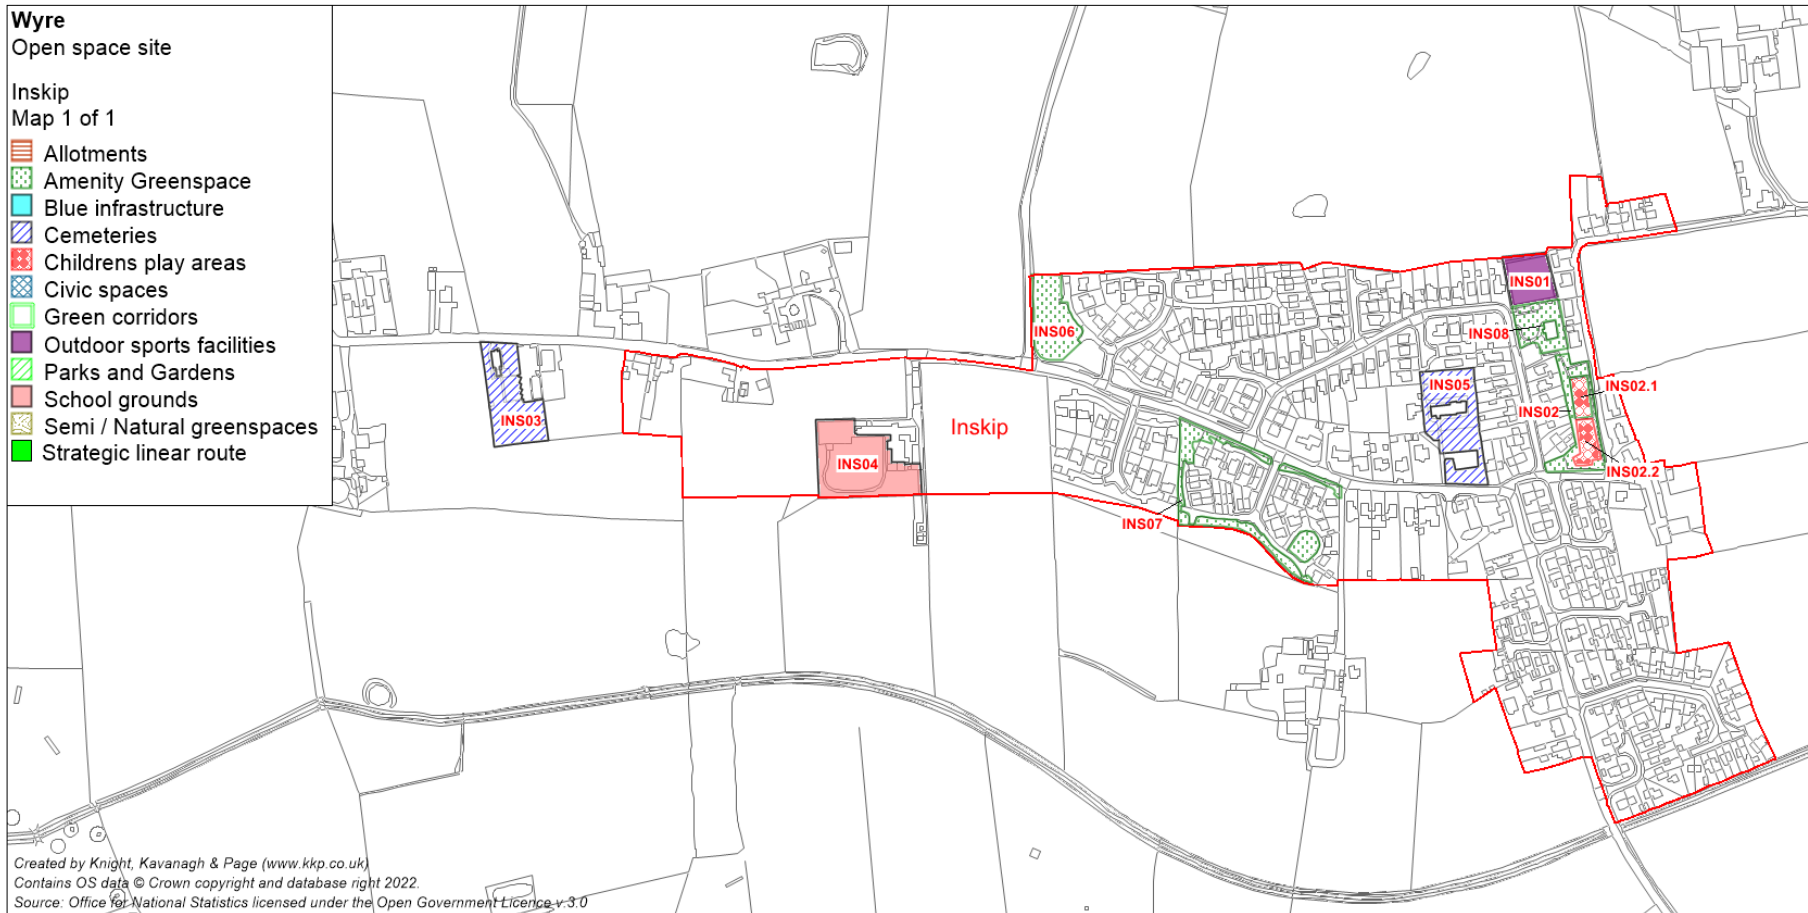 Wyre
Open space site
Inskip
Map 1 of 1
Allotments
Amenity Greenspace
Blue infrastructure
Cemeteries
Childrens play areas
Civic spaces
Green corridors
Outdoor sports facilities
Parks and Gardens
School grounds
Semi / Natural greenspaces
Strategic linear route
INS01
INS06
INS08
INS05
INS02.1
INS02
INS03
Inskip
INS04
INS02.2
INS07
Created by Knight, Kavanagh & Page (www.kkp.co.uk)
Contains OS data © Crown copyright and database right 2022.
Source: Office for National Statistics licensed under the Open Government Licence v.3.0